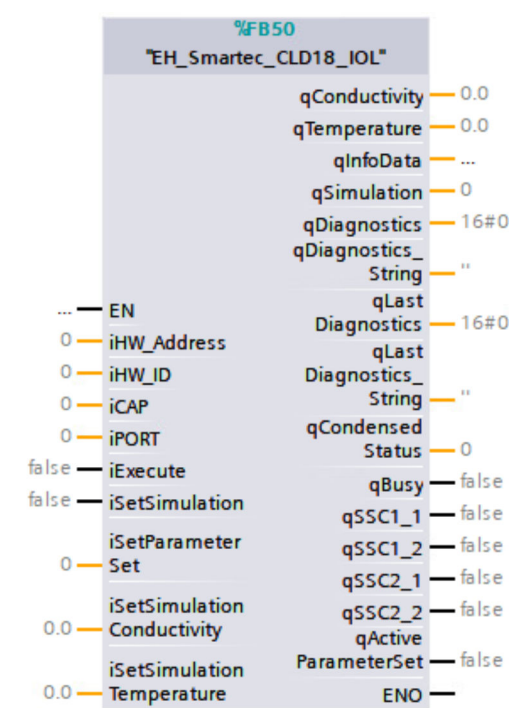 %FB50
"EH_Smartec_CLD18_IOL"
qConductivity 0.0
qTemperature 0.0
qInfoData ...
qSimulation 0
qDiagnostics 16#0
qDiagnostics_
String ''
qLast
... EN
Diagnostics 16#0
0 iHW_Address
qLast
0 iHW_ID
Diagnostics_
String ''
0 iCAP
qCondensed
0 iPORT
Status 0
false iExecute
qBusy false
false iSetSimulation
qSSC1_1 false
iSetParameter
qSSC1_2 false
0 Set
qSSC2_1 false
iSetSimulation
qSSC2_2 false
0.0 Conductivity
qActive
ParameterSet false
iSetSimulation
0.0 Temperature
ENO